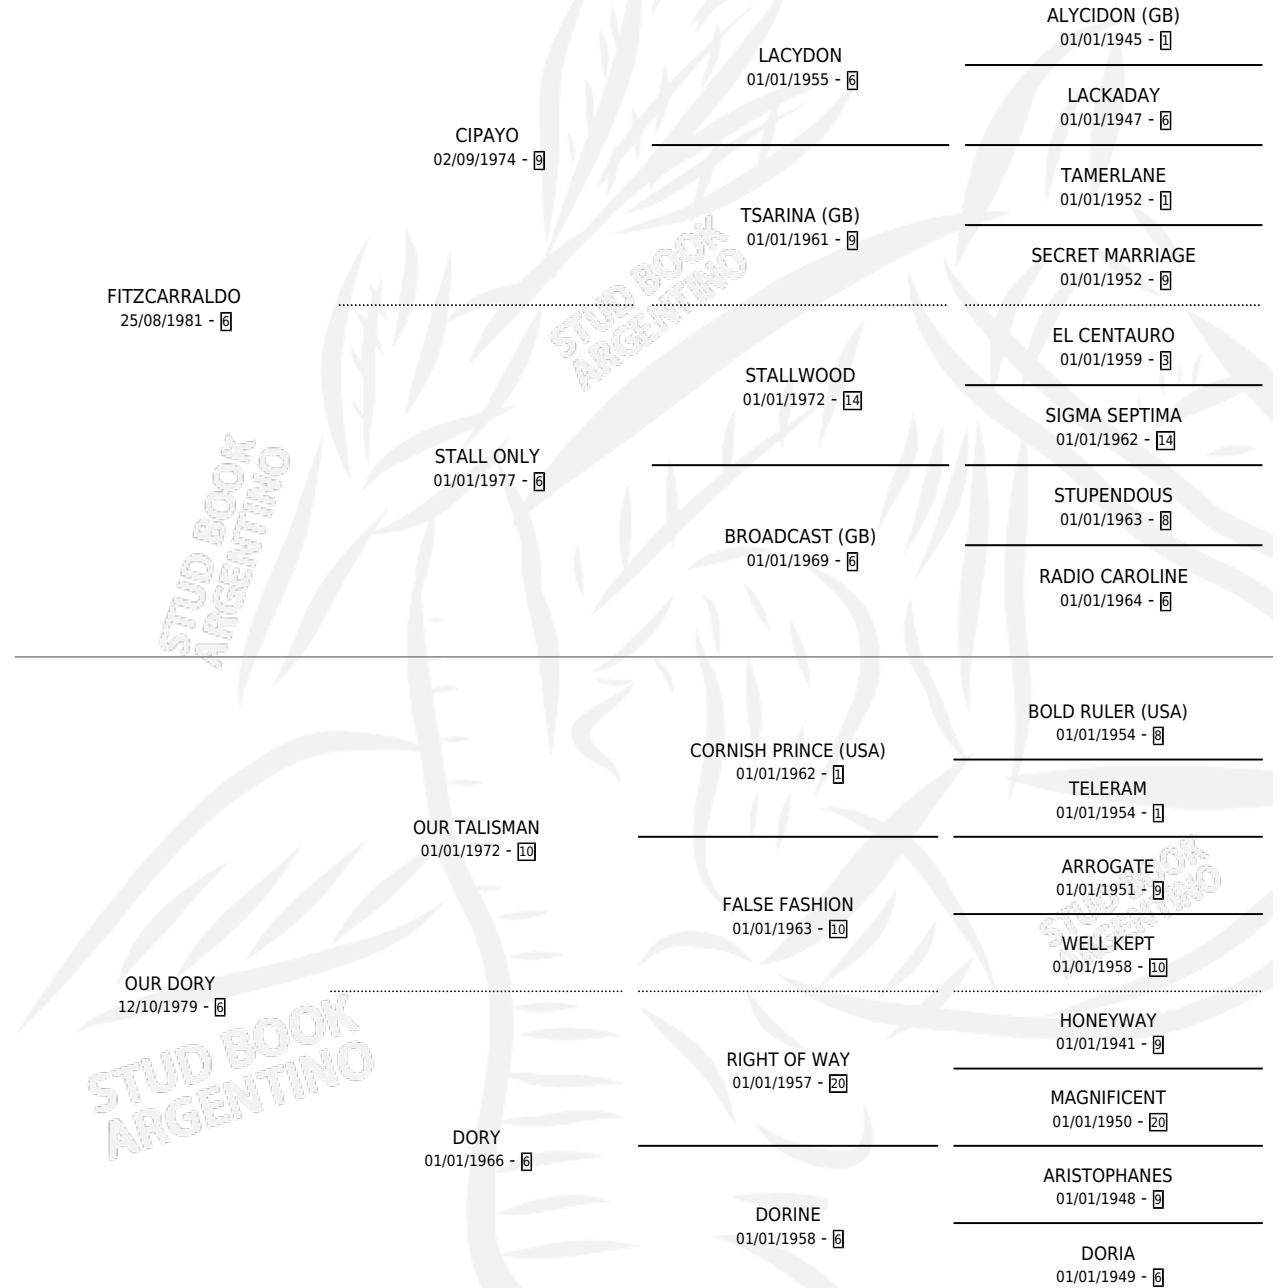 ALYCIDON (GB)
01/01/1945 - 1
LACYDON
01/01/1955 - 6
LACKADAY
01/01/1947 - 6
CIPAYO
02/09/1974 - 9
TAMERLANE
01/01/1952 - 1
TSARINA (GB)
01/01/1961 - 9
SECRET MARRIAGE
01/01/1952 - 9
FITZCARRALDO
25/08/1981 - 6
STUD BOOK
ARGENTINO
EL CENTAURO
01/01/1959 - 3
STALLWOOD
01/01/1972 - 14
SIGMA SEPTIMA
01/01/1962 - 14
STALL ONLY
01/01/1977 - 6
STUPENDOUS
01/01/1963 - 8
BROADCAST (GB)
01/01/1969 - 6
RADIO CAROLINE
01/01/1964 - 6
STUD BOOK
ARGENTINO
BOLD RULER (USA)
01/01/1954 - 8
CORNISH PRINCE (USA)
01/01/1962 - 1
TELERAM
01/01/1954 - 1
OUR TALISMAN
01/01/1972 - 10
ARROGATE
01/01/1951 - 9
FALSE FASHION
01/01/1963 - 10
WELL KEPT
01/01/1958 - 10
STUD BOOK
ARGENTINO
OUR DORY
12/10/1979 - 6
HONEYWAY
01/01/1941 - 9
RIGHT OF WAY
01/01/1957 - 20
MAGNIFICENT
01/01/1950 - 20
STUD BOOK
ARGENTINO
DORY
01/01/1966 - 6
ARISTOPHANES
01/01/1948 - 9
DORINE
01/01/1958 - 6
DORIA
01/01/1949 - 6